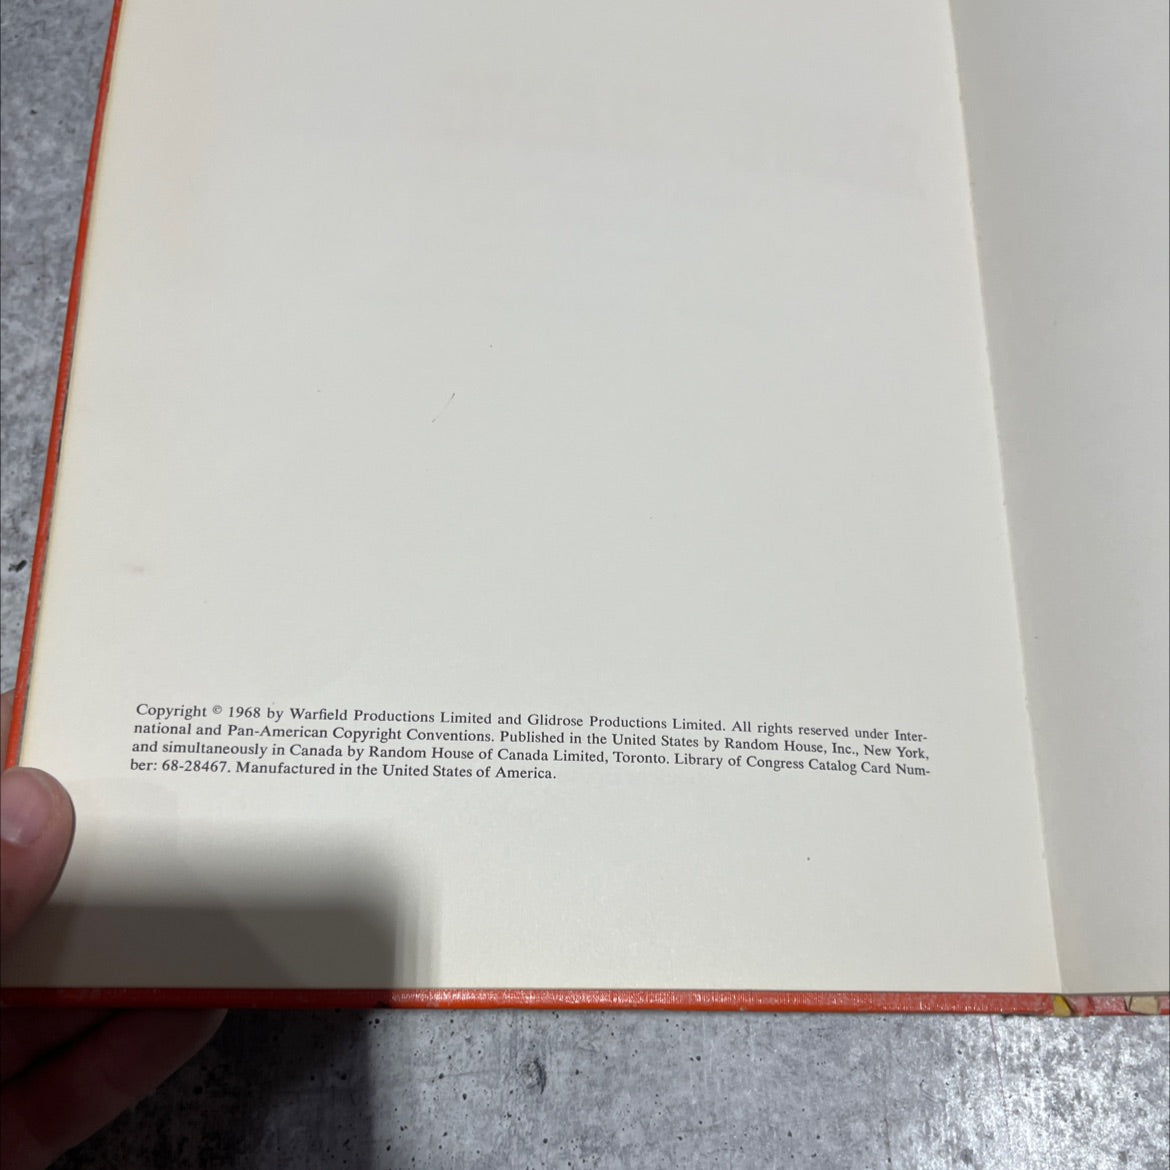 Copyright © 1968 by Warfield Productions Limited and Glidrose Productions Limited. All rights reserved under Inter-
national and Pan-American Copyright Conventions. Published in the United States by Random House, Inc., New York,
and simultaneously in Canada by Random House of Canada Limited, Toronto. Library of Congress Catalog Card Num-
ber: 68-28467. Manufactured in the United States of America.